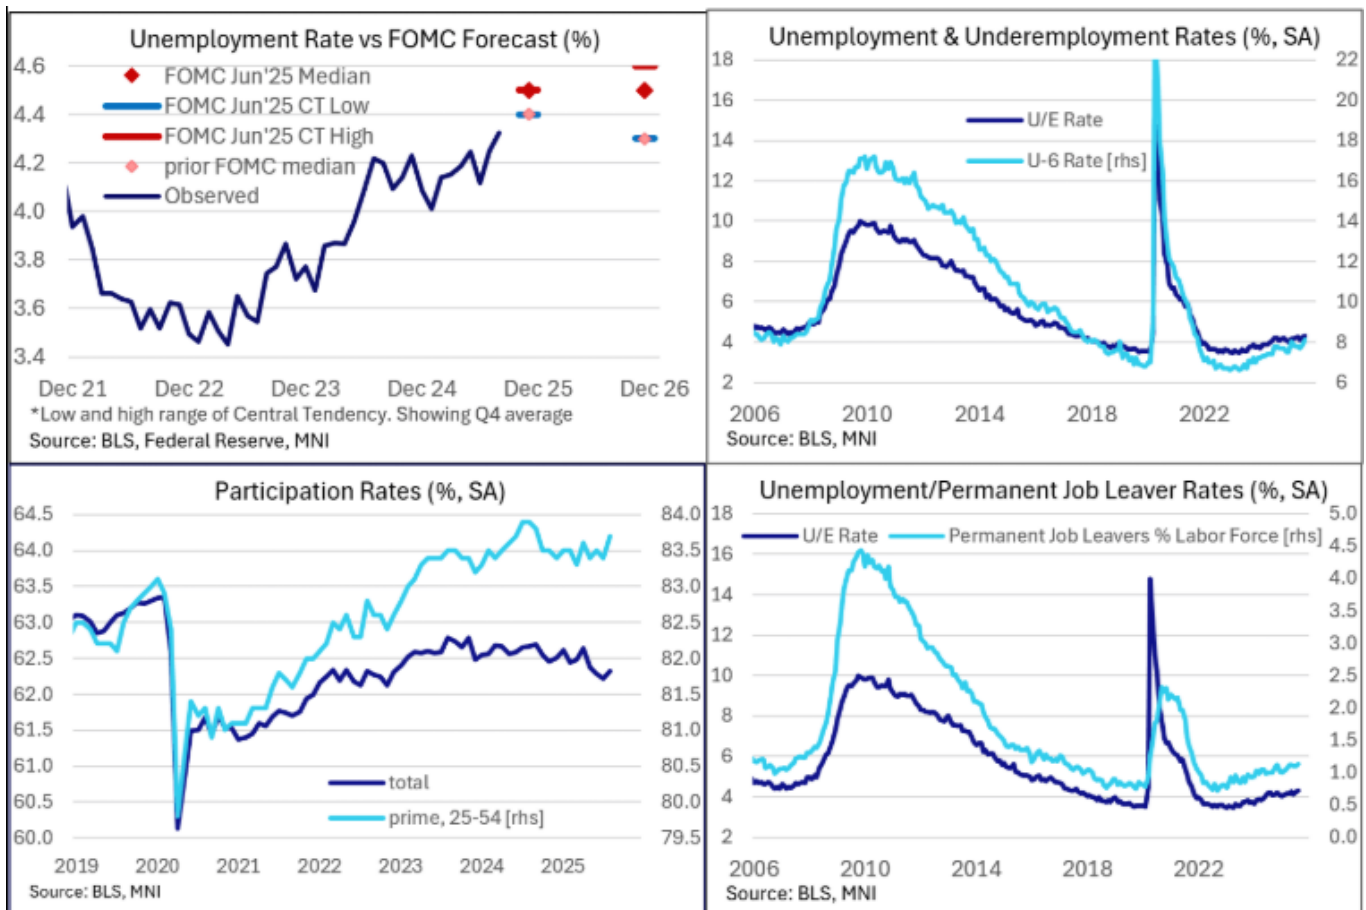 Unemployment Rate vs FOMC Forecast (%)
4.6
4.4
4.2
4.0
3.8
3.6
3.4
FOMC Jun'25 Median
FOMC Jun'25 CT Low
FOMC Jun'25 CT High
prior FOMC median
Observed
Dec 21 Dec 22 Dec 23 Dec 24 Dec 25 Dec 26
*Low and high range of Central Tendency. Showing Q4 average
Source: BLS, Federal Reserve, MNI
Unemployment & Underemployment Rates (%, SA)
18 22
16 20
14 18
12 16
10 14
8 12
6 10
4 8
2 6
U/E Rate
U-6 Rate [rhs]
2006 2010 2014 2018 2022
Source: BLS, MNI
Participation Rates (%, SA)
64.5 84.0
64.0 83.5
63.5 83.0
63.0 82.5
62.5 82.0
62.0 81.5
61.5 81.0
61.0 80.5
60.5 80.0
60.0 79.5
total
prime, 25-54 [rhs]
2019 2020 2021 2022 2023 2024 2025
Source: BLS, MNI
Unemployment/Permanent Job Leaver Rates (%, SA)
18
16
14
12
10
8
6
4
2
5.0
4.5
4.0
3.5
3.0
2.5
2.0
1.5
1.0
0.5
0.0
U/E Rate
Permanent Job Leavers % Labor Force [rhs]
2006 2010 2014 2018 2022
Source: BLS, MNI